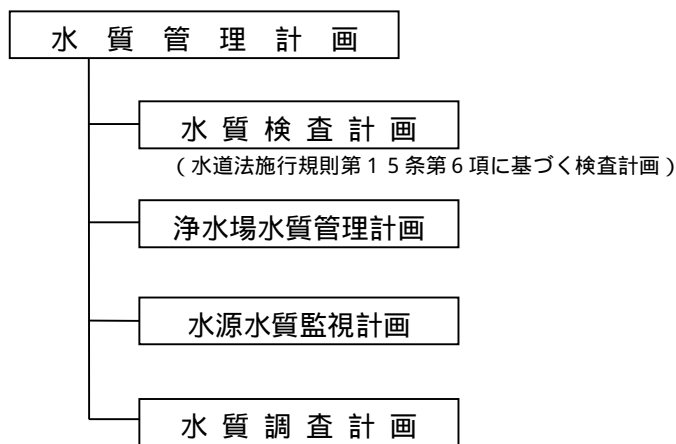 水質管理計画
水質検査計画
(水道法施行規則第15条第6項に基づく検査計画)
浄水場水質管理計画
水源水質監視計画
水質調査計画